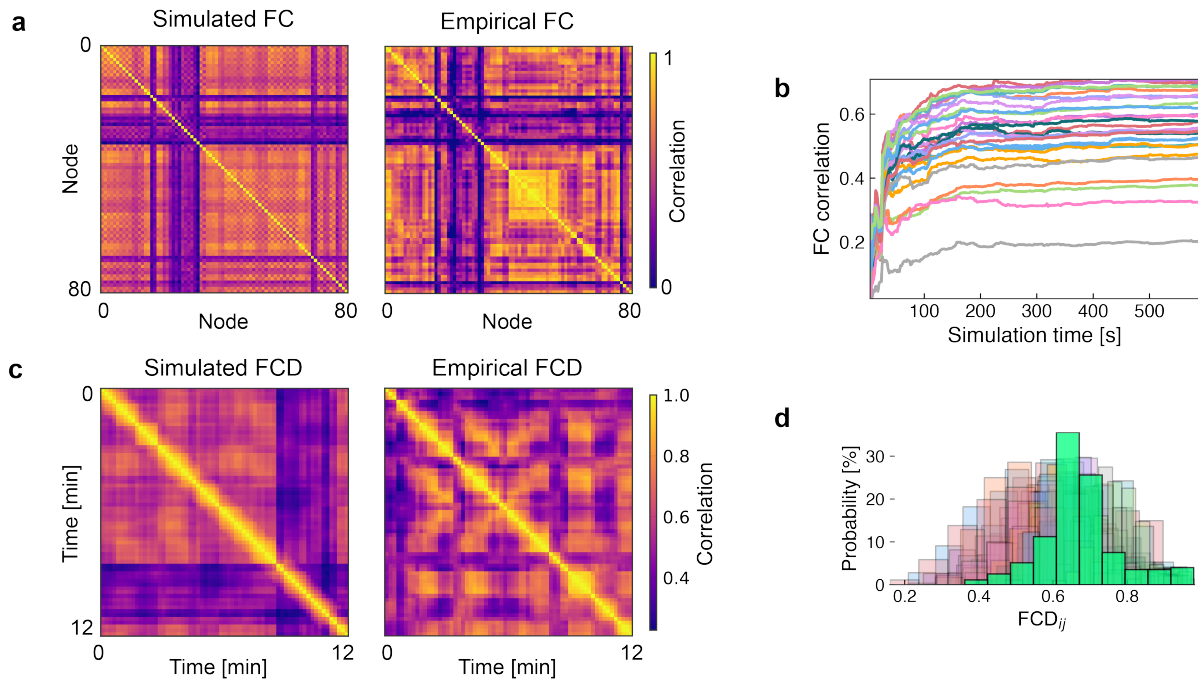 a
Simulated FC
Empirical FC
0
Node
80
0
Node
80
0
Node
80
1
0
Correlation
b
FC correlation
0.6
0.4
0.2
100
200
300
400
500
Simulation time [s]
c
Simulated FCD
Empirical FCD
0
Time [min]
12
0
Time [min]
12
0
Time [min]
12
1.0
0.8
0.6
0.4
Correlation
d
Probability [%]
30
20
10
0
0.2
0.4
0.6
0.8
FCDij